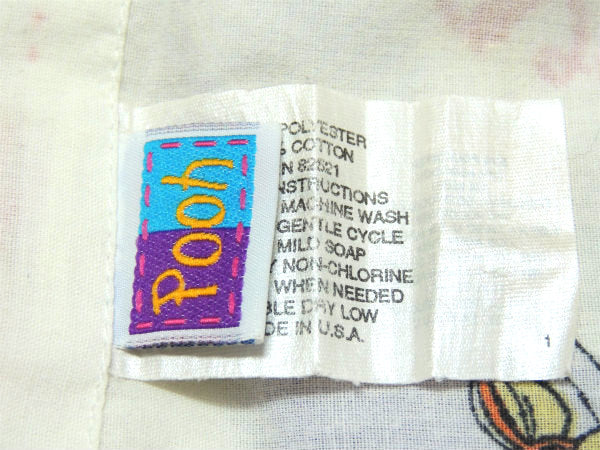 Pooh
POLYESTER
COTTON
N 82521
NSTRUCTIONS
MACHINE WASH
GENTLE CYCLE
MILD SOAP
NON-CHLORINE
WHEN NEEDED
BLE DRY LOW
DE IN U.S.A.
1